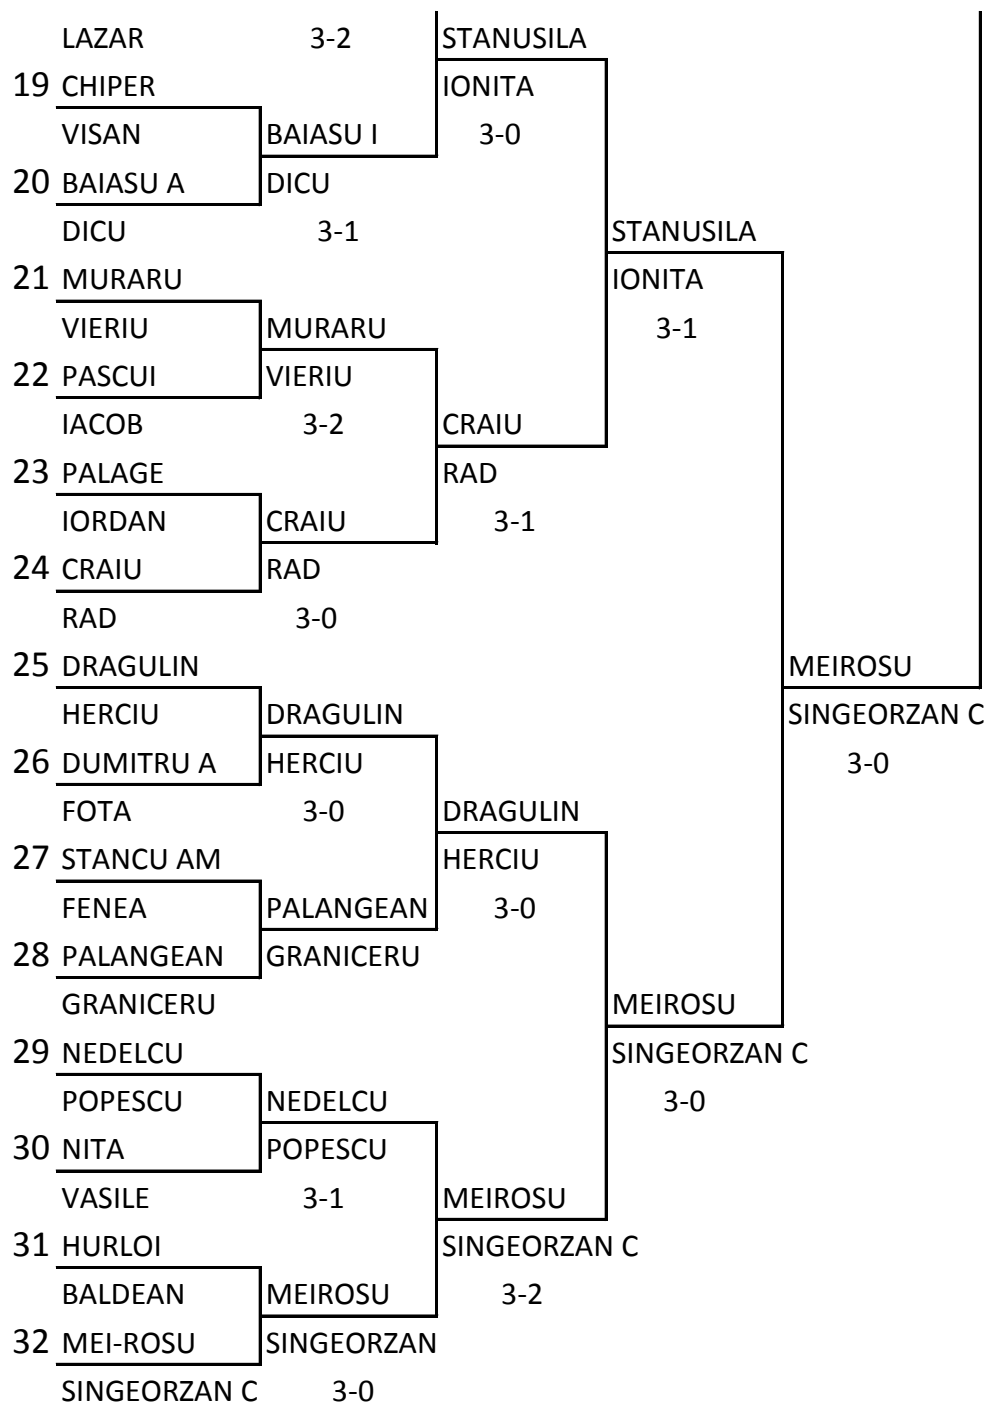 LAZAR 3-2 STANUSILA
19 CHIPER IONITA
VISAN BAIASU I 3-0
20 BAIASU A DICU
DICU 3-1 STANUSILA
21 MURARU IONITA
VIERIU MURARU 3-1
22 PASCUI VIERIU
IACOB 3-2 CRAIU
23 PALAGE RAD
IORDAN CRAIU 3-1
24 CRAIU RAD
RAD 3-0
25 DRAGULIN MEIROSU
HERCIU DRAGULIN SINGEORZAN C
26 DUMITRU A HERCIU 3-0
FOTA 3-0 DRAGULIN
27 STANCU AM HERCIU
FENEA PALANGEAN 3-0
28 PALANGEAN GRANICERU
GRANICERU MEIROSU
29 NEDELCU SINGEORZAN C
POPESCU NEDELCU 3-0
30 NITA POPESCU
VASILE 3-1 MEIROSU
31 HURLOI SINGEORZAN C
BALDEAN MEIROSU 3-2
32 MEI-ROSU SINGEORZAN
SINGEORZAN C 3-0